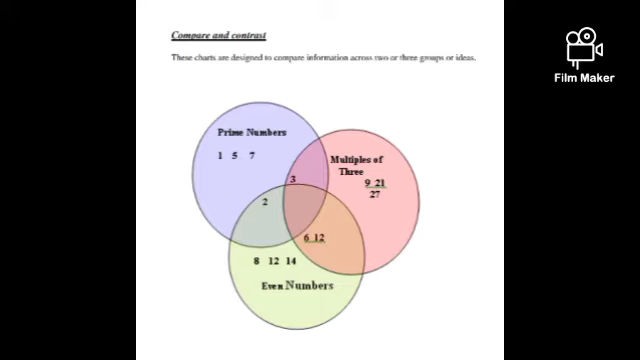 Compare and contrast
These charts are designed to compare information across two or three groups or ideas.
Film Maker
Prime Numbers
1 5 7
Multiples of
Three
9 21
27
3
2
6 12
8 12 14
Even Numbers